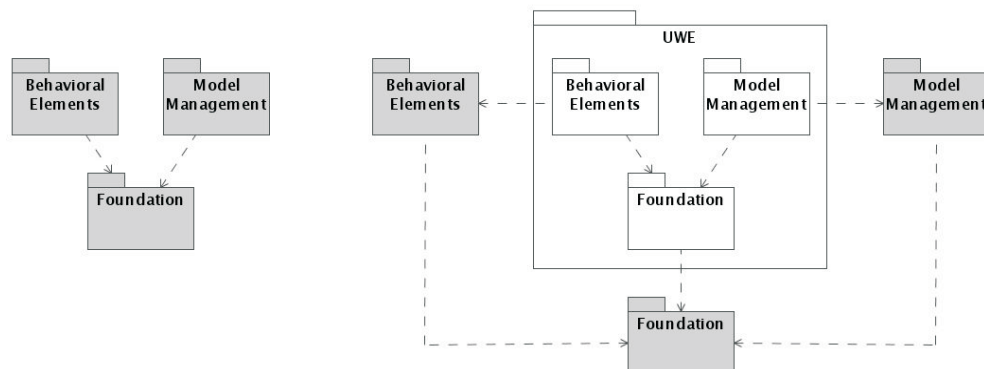 Behavioral
Elements
Model
Management
Foundation
UWE
Behavioral
Elements
Behavioral
Elements
Model
Management
Model
Management
Foundation
Foundation